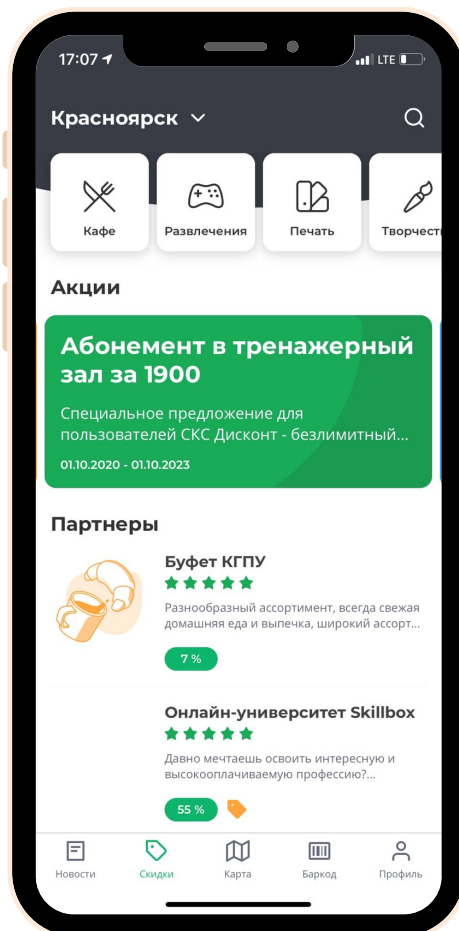 17:07
LTE
Красноярск
Кафе
Развлечения
Печать
Творчест
Акции
Абонемент в тренажерный
зал за 1900
Специальное предложение для
пользователей СКС Дисконт - безлимитный...
01.10.2020 - 01.10.2023
Партнеры
Буфет КГПУ
Разнообразный ассортимент, всегда свежая
домашняя еда и выпечка, широкий ассорт...
7 %
Онлайн-университет Skillbox
Давно мечтаешь освоить интересную и
высокооплачиваемую профессию?...
55 %
Новости
Скидки
Карта
Баркод
Профиль